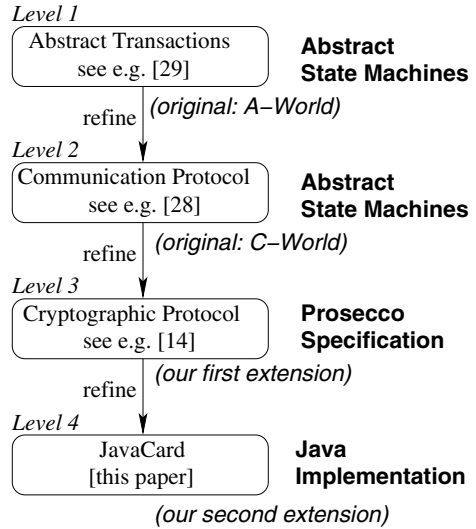 Level 1
Abstract Transactions
see e.g. [29]
Abstract
State Machines
(original: A−World)
refine
Level 2
Communication Protocol
see e.g. [28]
Abstract
State Machines
(original: C−World)
refine
Level 3
Cryptographic Protocol
see e.g. [14]
Prosecco
Specification
(our first extension)
refine
Level 4
JavaCard
[this paper]
Java
Implementation
(our second extension)